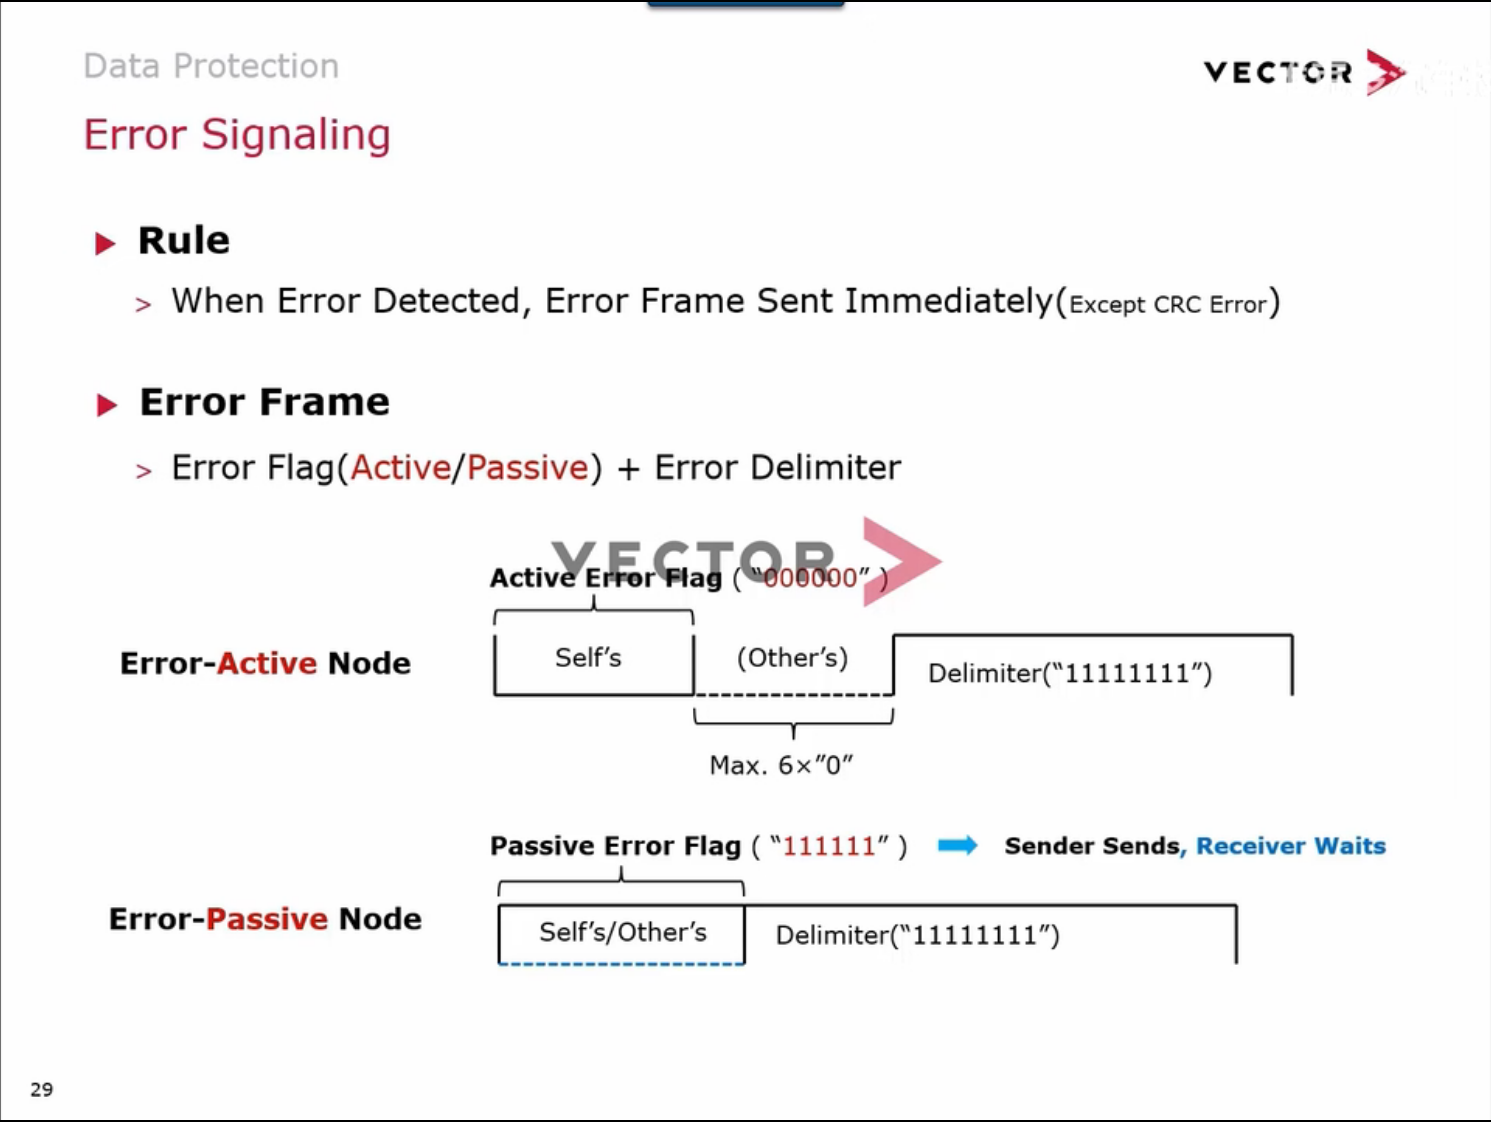 Data Protection
VECTOR
Error Signaling
Rule
> When Error Detected, Error Frame Sent Immediately(Except CRC Error)
Error Frame
> Error Flag(Active/Passive) + Error Delimiter
VECTOR
Active Error Flag ( “000000” )
Error-Active Node
Self’s
(Other’s)
Delimiter(“11111111”)
Max. 6×”0”
Passive Error Flag ( “111111” )
Sender Sends, Receiver Waits
Error-Passive Node
Self’s/Other’s
Delimiter(“11111111”)
29